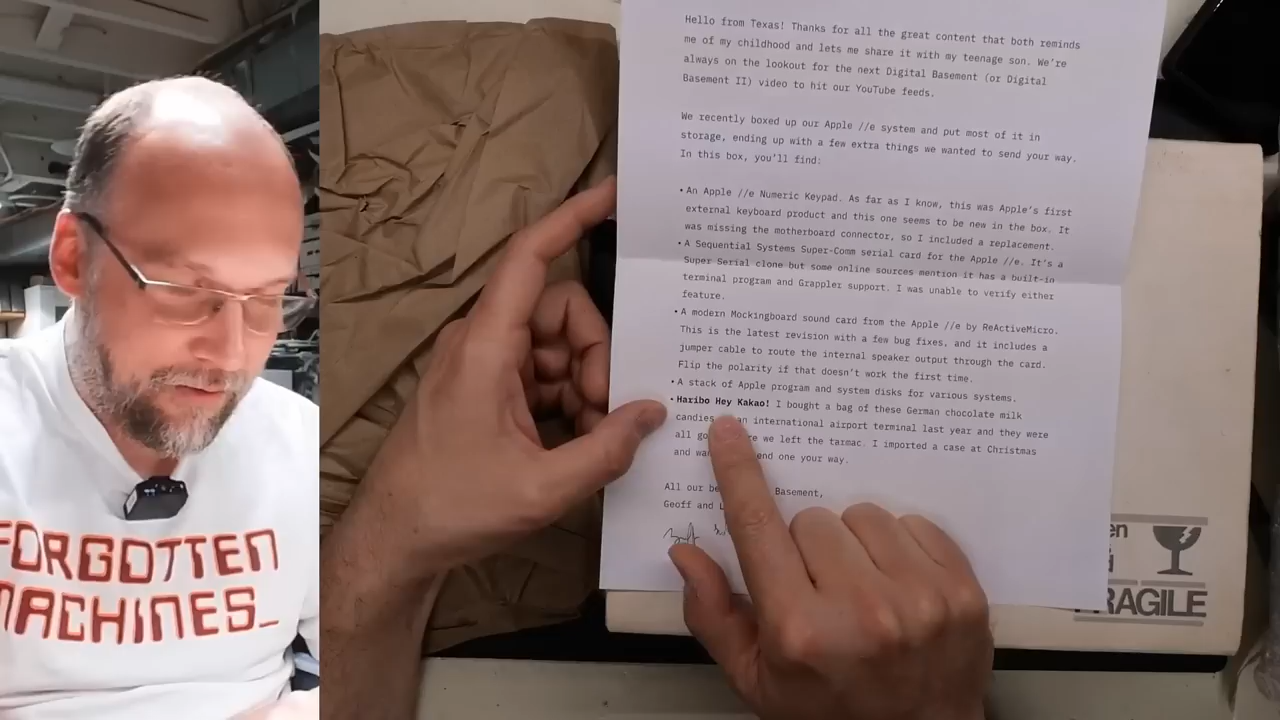 FORGOTTEN
MACHINES_
Hello from Texas! Thanks for all the great content that both reminds
me of my childhood and lets me share it with my teenage son. We're
always on the lookout for the next Digital Basement (or Digital
Basement II) video to hit our YouTube feeds.
We recently boxed up our Apple //e system and put most of it in
storage, ending up with a few extra things we wanted to send your way.
In this box, you'll find:
•An Apple //e Numeric Keypad. As far as I know, this was Apple's first
external keyboard product and this one seems to be new in the box. It
was missing the motherboard connector, so I included a replacement.
•A Sequential Systems Super-Comm serial card for the Apple //e. It's a
Super Serial clone but some online sources mention it has a built-in
terminal program and Grappler support. I was unable to verify either
feature.
•A modern Mockingboard sound card from the Apple //e by ReActiveMicro.
This is the latest revision with a few bug fixes, and it includes a
jumper cable to route the internal speaker output through the card.
Flip the polarity if that doesn't work the first time.
•A stack of Apple program and system disks for various systems.
•Haribo Hey Kakao! I bought a bag of these German chocolate milk
candies an international airport terminal last year and they were
all we left the tarmac. I imported a case at Christmas
and one your way.
All our Basement,
Geoff and
FRAGILE